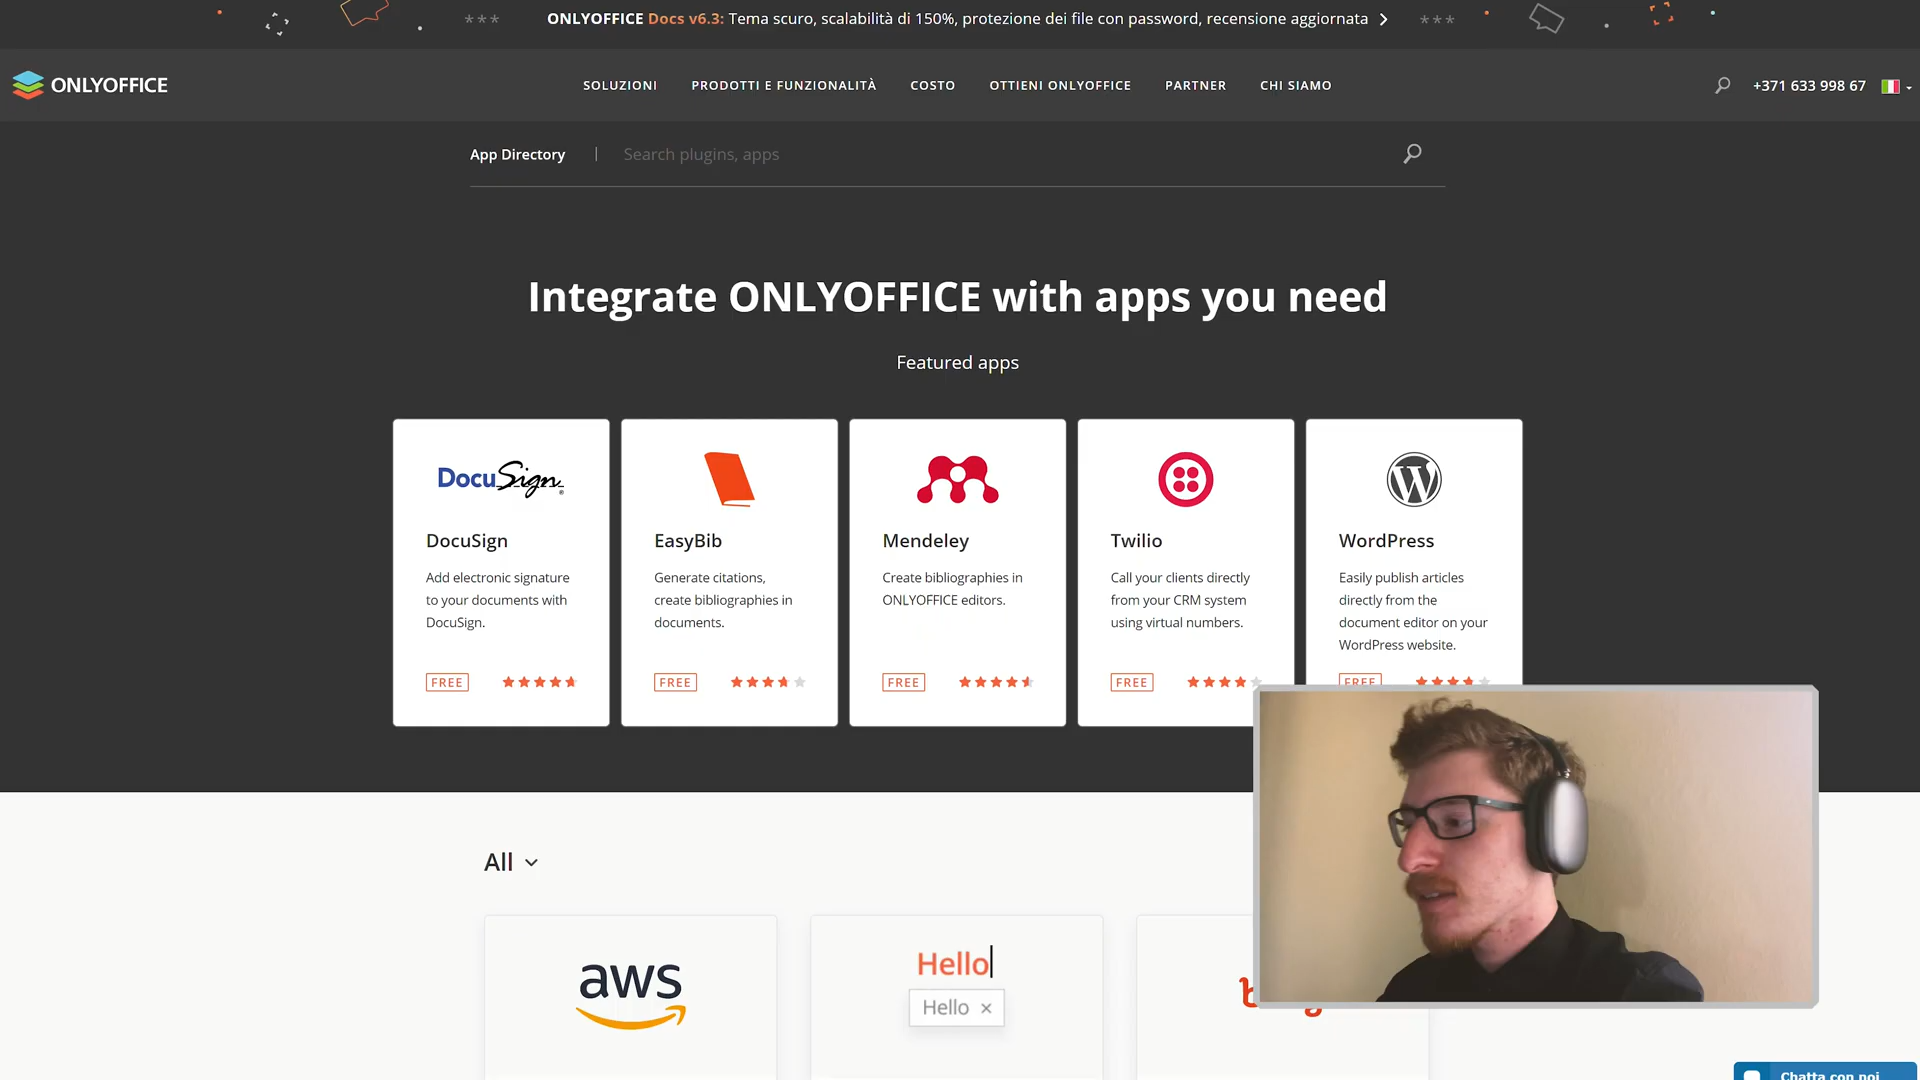 *** ONLYOFFICE Docs v6.3: Tema scuro, scalabilità di 150%, protezione dei file con password, recensione aggiornata ***
ONLYOFFICE SOLUZIONI PRODOTTI E FUNZIONALITÀ COSTO OTTIENI ONLYOFFICE PARTNER CHI SIAMO +371 633 998 67
App Directory | Search plugins, apps
Integrate ONLYOFFICE with apps you need
Featured apps
DocuSign
DocuSign
Add electronic signature
to your documents with
DocuSign.
FREE
EasyBib
Generate citations,
create bibliographies in
documents.
FREE
Mendeley
Create bibliographies in
ONLYOFFICE editors.
FREE
Twilio
Call your clients directly
from your CRM system
using virtual numbers.
FREE
WordPress
Easily publish articles
directly from the
document editor on your
WordPress website.
FREE
All
aws
Hello
Hello ×
Chatta con noi